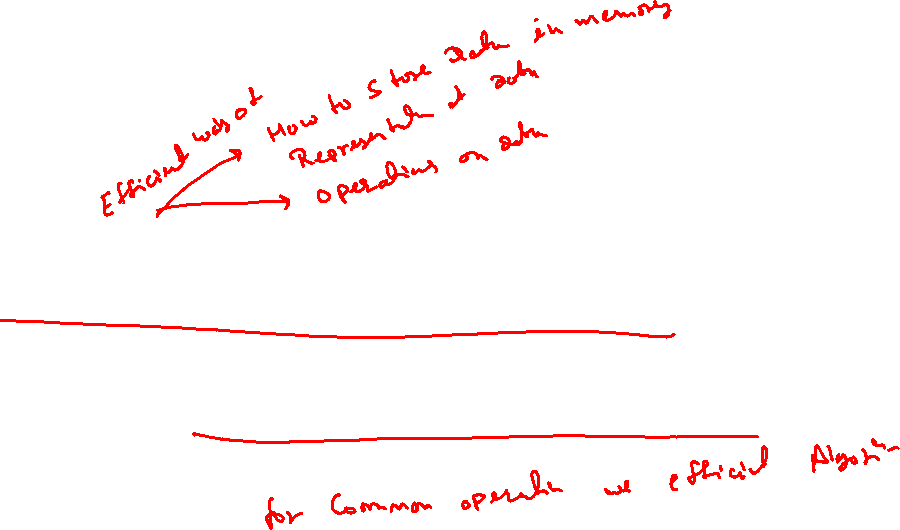 Efficient ways of
How to Store data in memory
Representation of data
Operations on data
for Common operation we efficient Algorithm